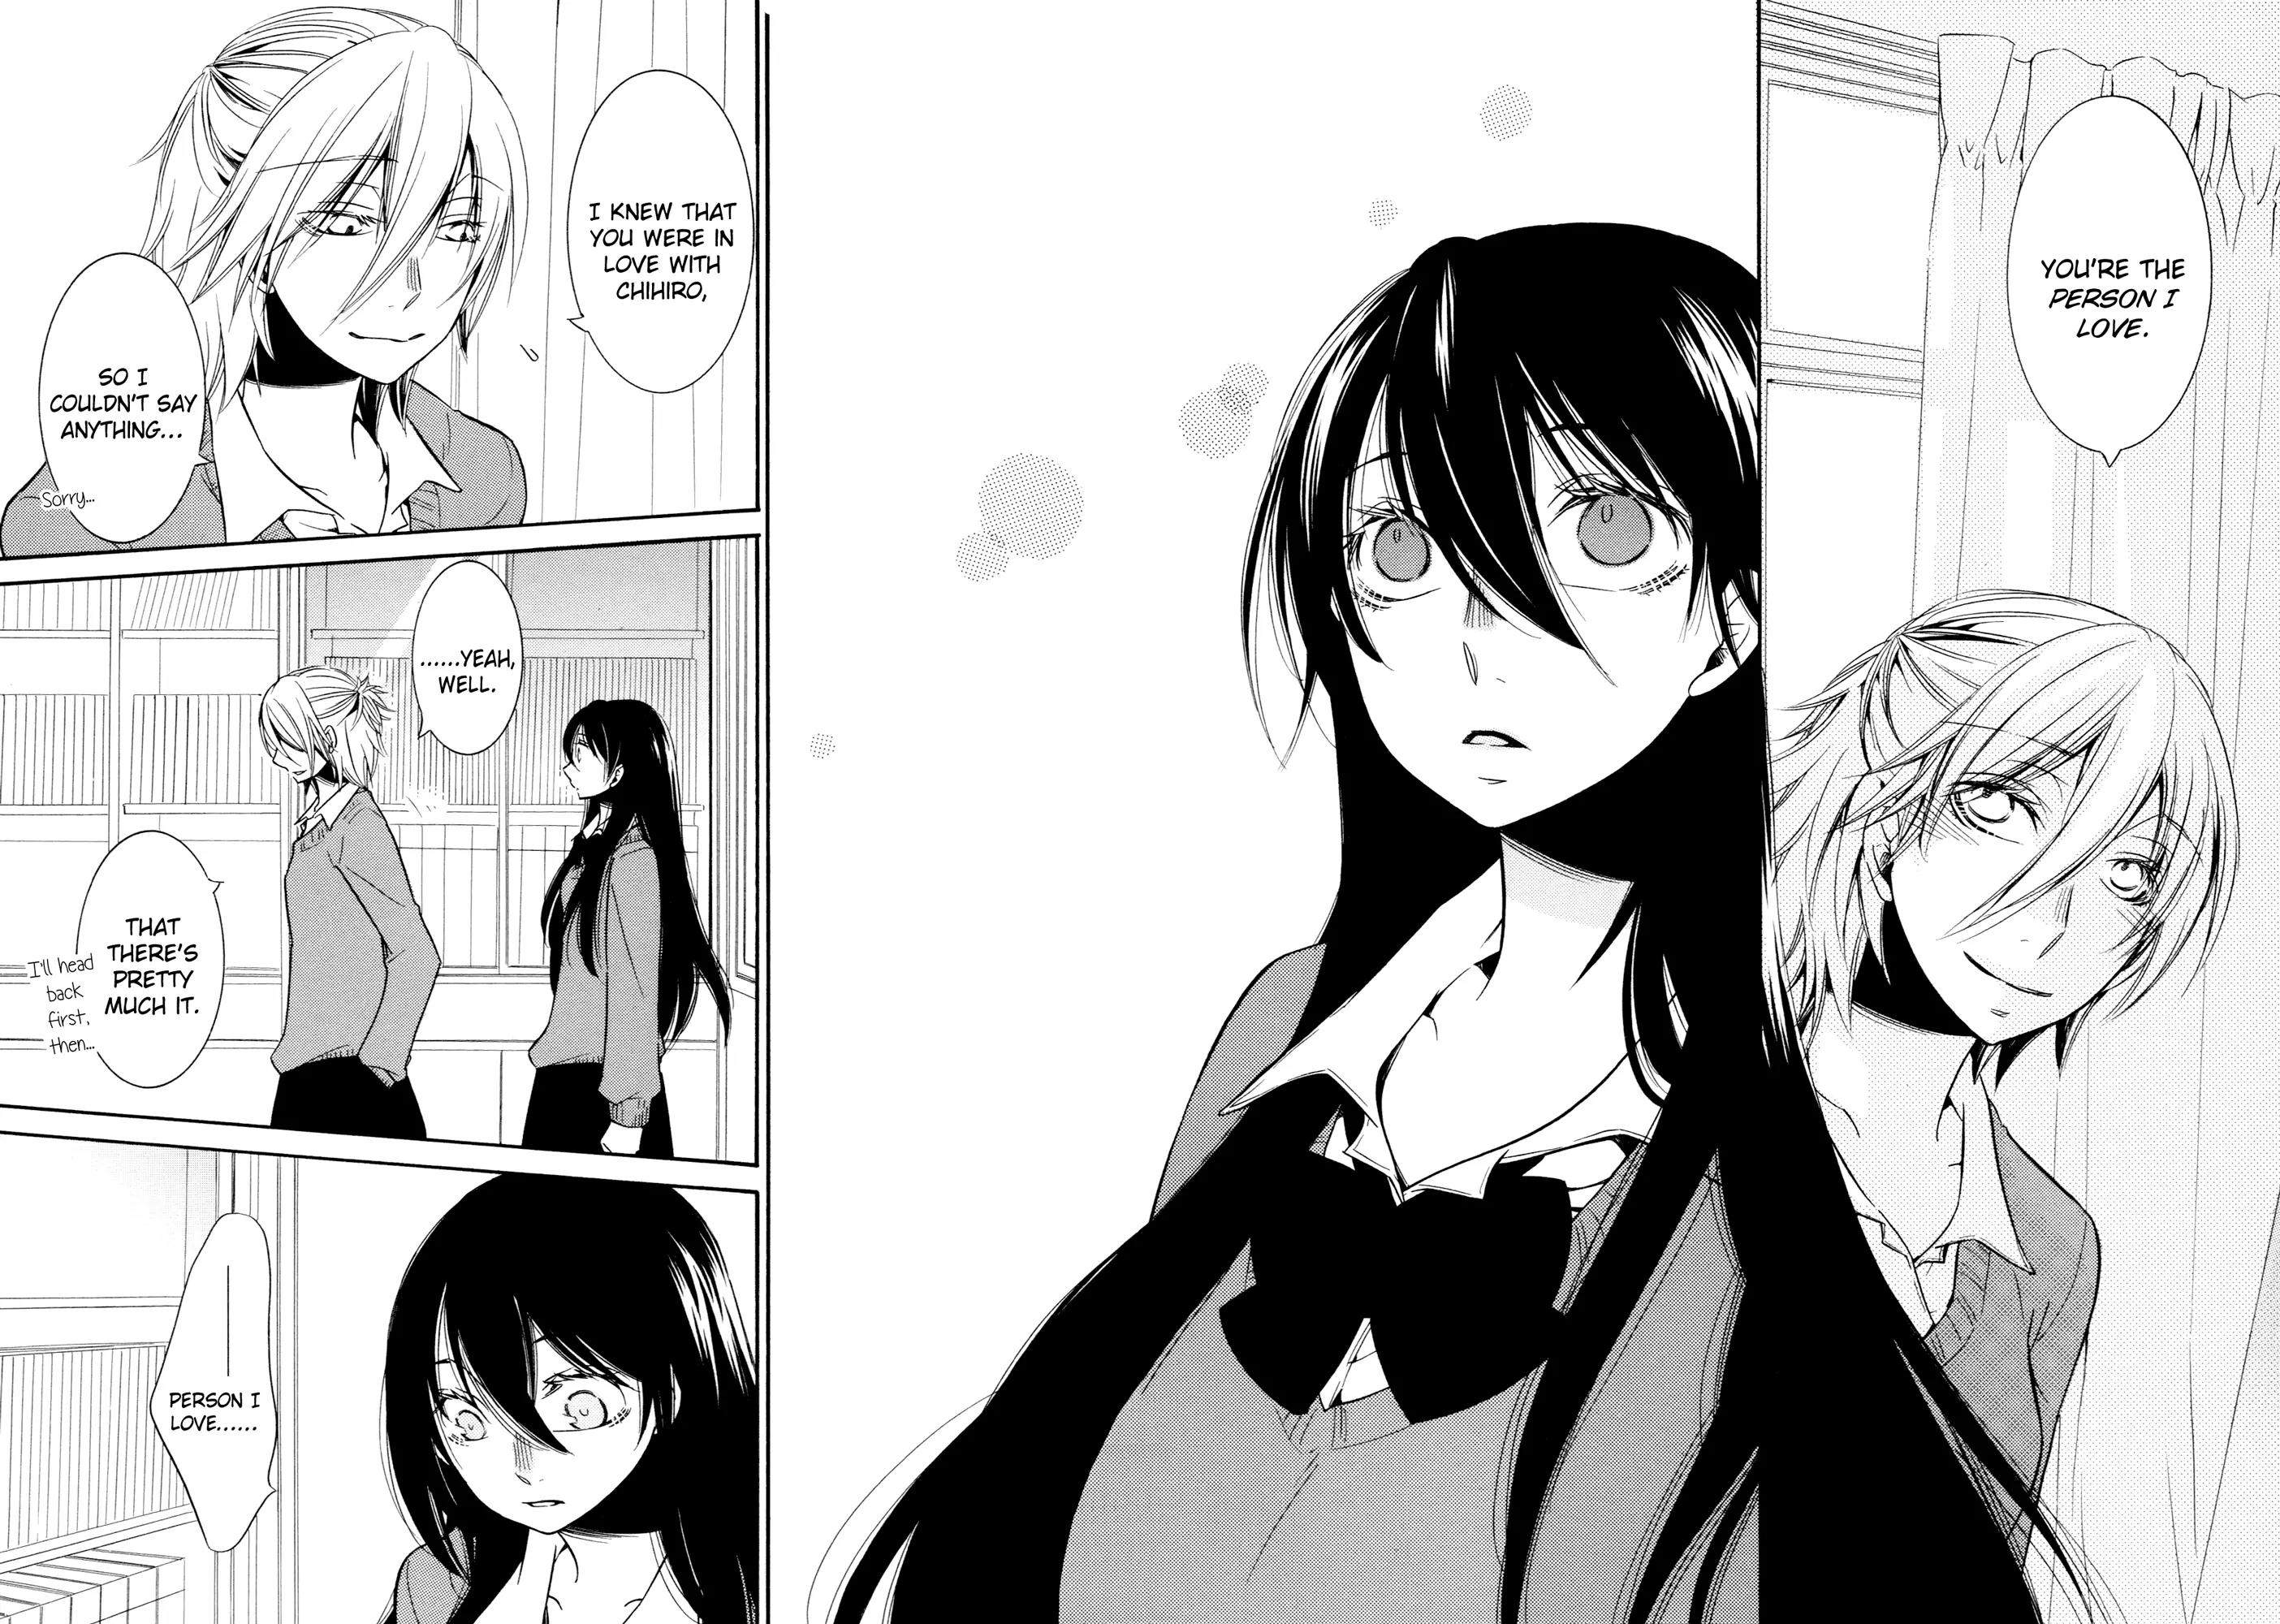 YOU'RE THE
PERSON I
LOVE.
I KNEW THAT
YOU WERE IN
LOVE WITH
CHIHIRO,
SO I
COULDN'T SAY
ANYTHING...
Sorry...
......YEAH,
WELL.
THAT
THERE'S
PRETTY
MUCH IT.
I'll head
back
first,
then...
PERSON I
LOVE......